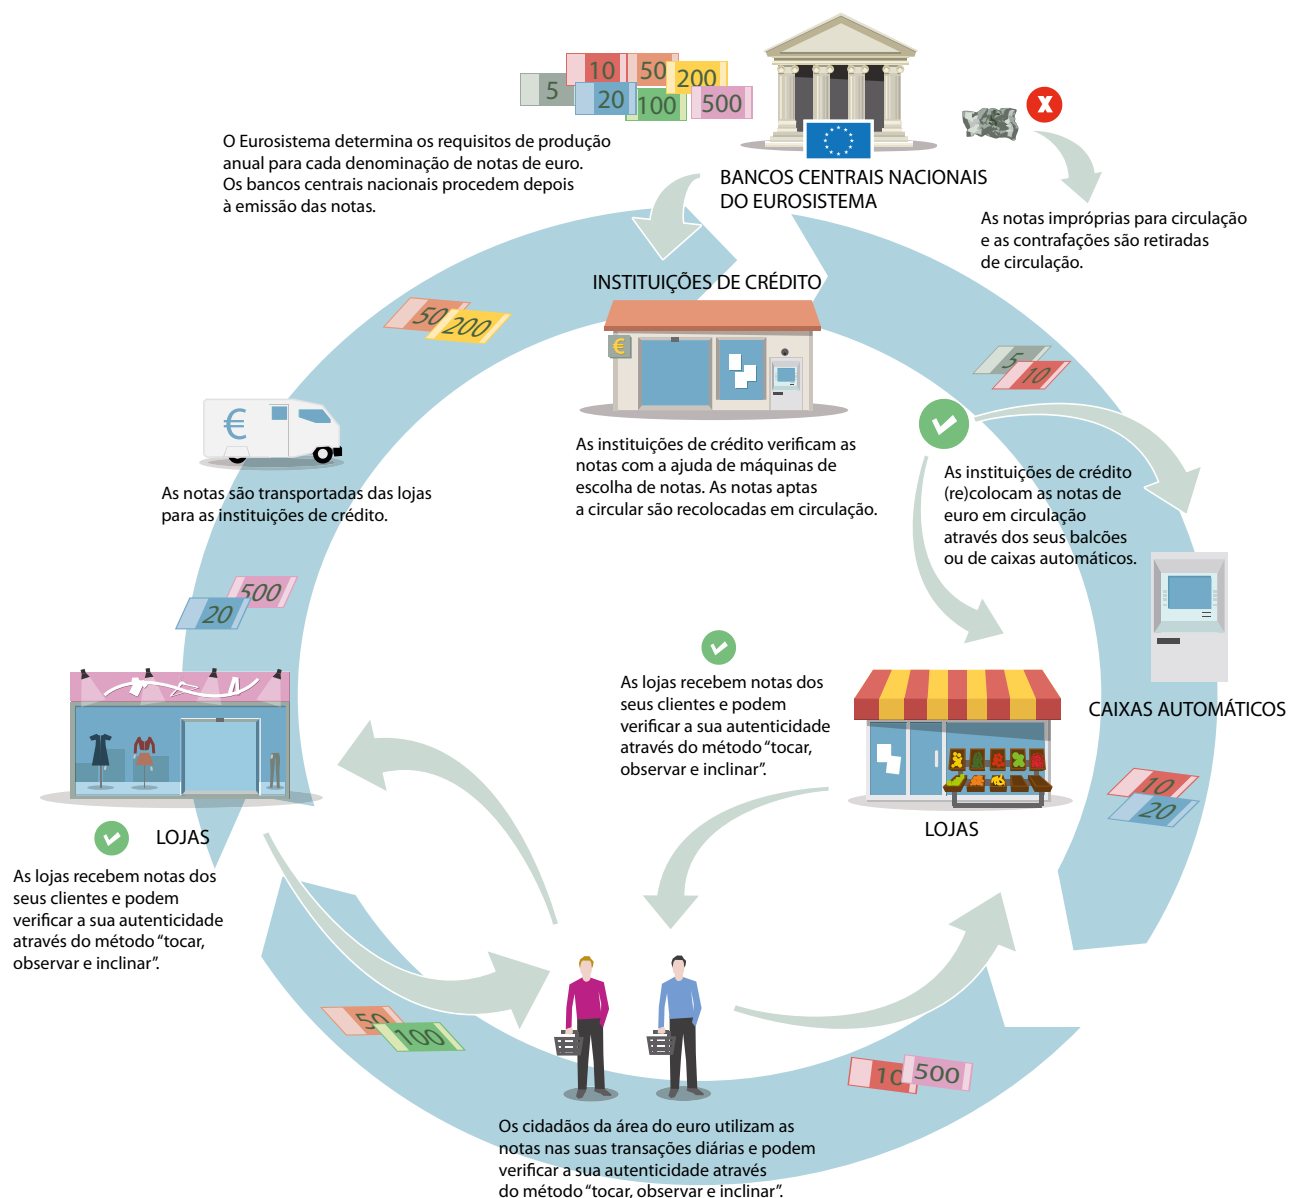 5
10
50
200
20
100
500
O Eurosistema determina os requisitos de produção
anual para cada denominação de notas de euro.
Os bancos centrais nacionais procedem depois
à emissão das notas.
BANCOS CENTRAIS NACIONAIS
DO EUROSISTEMA
X
As notas impróprias para circulação
e as contrafações são retiradas
de circulação.
INSTITUIÇÕES DE CRÉDITO
€
50
200
5
10
€
As notas são transportadas das lojas
para as instituições de crédito.
As instituições de crédito verificam as
notas com a ajuda de máquinas de
escolha de notas. As notas aptas
a circular são recolocadas em circulação.
As instituições de crédito
(re)colocam as notas de
euro em circulação
através dos seus balcões
ou de caixas automáticos.
500
20
As lojas recebem notas dos
seus clientes e podem
verificar a sua autenticidade
através do método “tocar,
observar e inclinar”.
CAIXAS AUTOMÁTICOS
10
20
LOJAS
LOJAS
As lojas recebem notas dos
seus clientes e podem
verificar a sua autenticidade
através do método “tocar,
observar e inclinar”.
50
100
10
500
Os cidadãos da área do euro utilizam as
notas nas suas transações diárias e podem
verificar a sua autenticidade através
do método “tocar, observar e inclinar”.